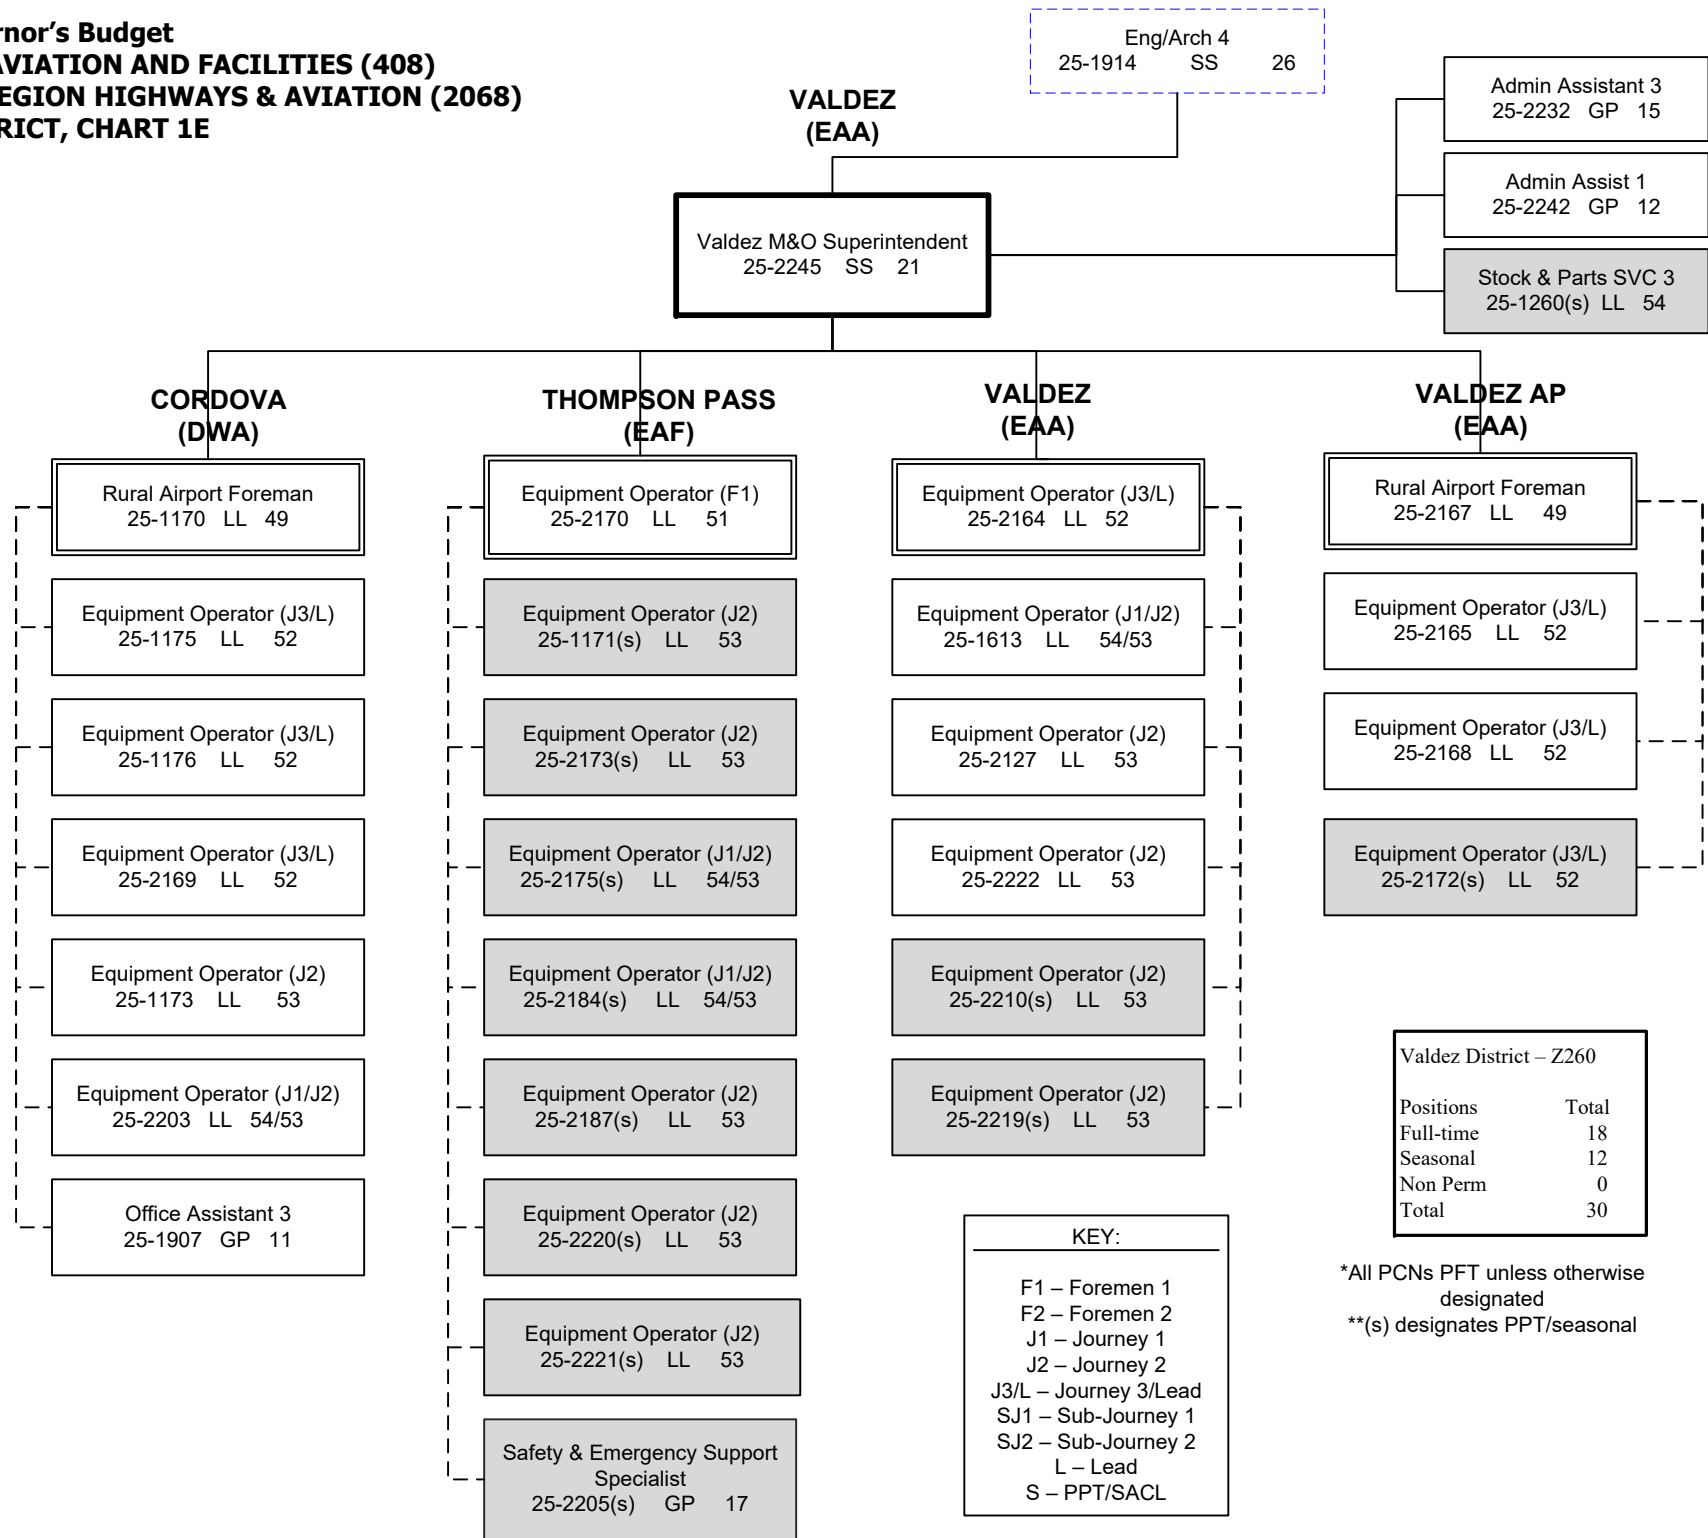 rnor’s Budget
AVIATION AND FACILITIES (408)
EGION HIGHWAYS & AVIATION (2068)
RICT, CHART 1E
Eng/Arch 4
25-1914 SS 26
VALDEZ
(EAA)
Admin Assistant 3
25-2232 GP 15
Admin Assist 1
25-2242 GP 12
Stock & Parts SVC 3
25-1260(s) LL 54
Valdez M&O Superintendent
25-2245 SS 21
CORDOVA
(DWA)
Rural Airport Foreman
25-1170 LL 49
Equipment Operator (J3/L)
25-1175 LL 52
Equipment Operator (J3/L)
25-1176 LL 52
Equipment Operator (J3/L)
25-2169 LL 52
Equipment Operator (J2)
25-1173 LL 53
Equipment Operator (J1/J2)
25-2203 LL 54/53
Office Assistant 3
25-1907 GP 11
THOMPSON PASS
(EAF)
Equipment Operator (F1)
25-2170 LL 51
Equipment Operator (J2)
25-1171(s) LL 53
Equipment Operator (J2)
25-2173(s) LL 53
Equipment Operator (J1/J2)
25-2175(s) LL 54/53
Equipment Operator (J1/J2)
25-2184(s) LL 54/53
Equipment Operator (J2)
25-2187(s) LL 53
Equipment Operator (J2)
25-2220(s) LL 53
Equipment Operator (J2)
25-2221(s) LL 53
Safety & Emergency Support
Specialist
25-2205(s) GP 17
VALDEZ
(EAA)
Equipment Operator (J3/L)
25-2164 LL 52
Equipment Operator (J1/J2)
25-1613 LL 54/53
Equipment Operator (J2)
25-2127 LL 53
Equipment Operator (J2)
25-2222 LL 53
Equipment Operator (J2)
25-2210(s) LL 53
Equipment Operator (J2)
25-2219(s) LL 53
VALDEZ AP
(EAA)
Rural Airport Foreman
25-2167 LL 49
Equipment Operator (J3/L)
25-2165 LL 52
Equipment Operator (J3/L)
25-2168 LL 52
Equipment Operator (J3/L)
25-2172(s) LL 52
KEY:
F1 – Foremen 1
F2 – Foremen 2
J1 – Journey 1
J2 – Journey 2
J3/L – Journey 3/Lead
SJ1 – Sub-Journey 1
SJ2 – Sub-Journey 2
L – Lead
S – PPT/SACL
Valdez District – Z260
Positions Total
Full-time 18
Seasonal 12
Non Perm 0
Total 30
*All PCNs PFT unless otherwise
designated
**(s) designates PPT/seasonal